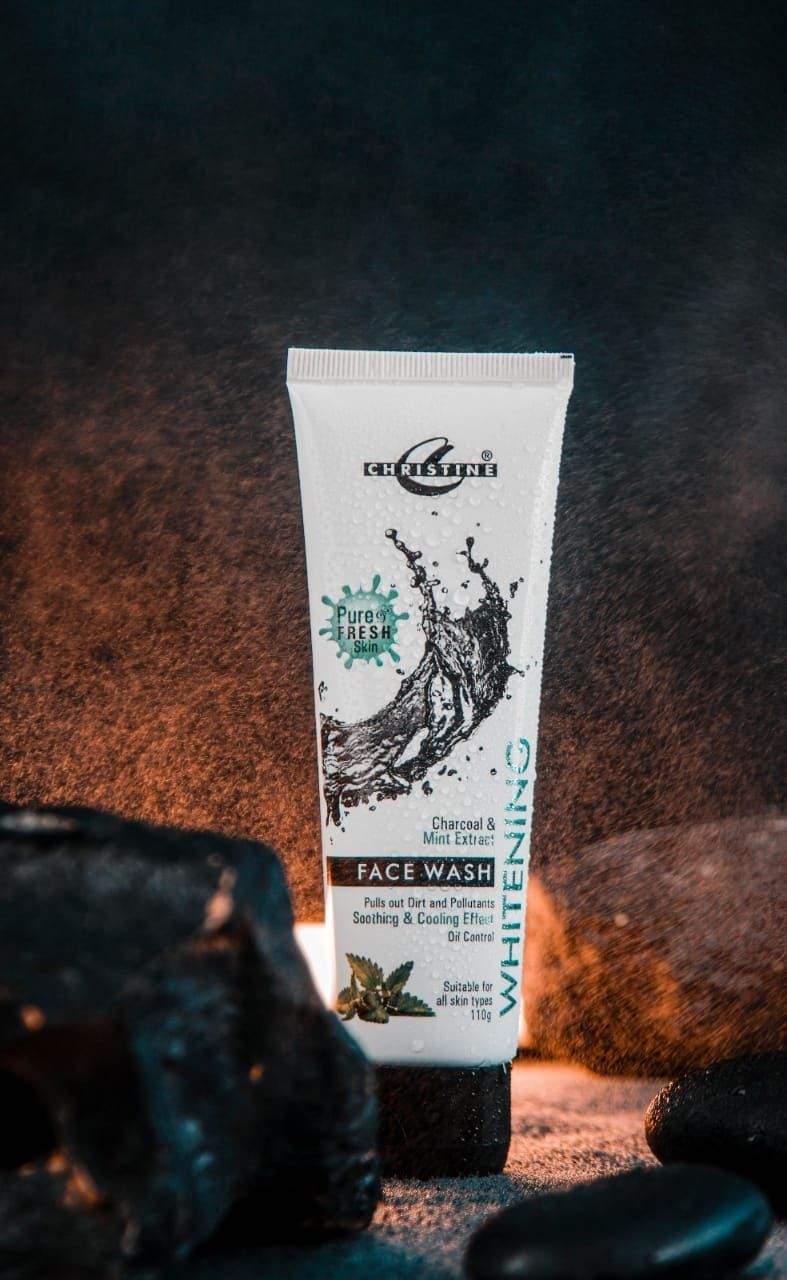 CHRISTINE ®
Pure &
FRESH
Skin
Charcoal &
Mint Extract
FACE WASH
WHITENING
Pulls out Dirt and Pollutants
Soothing & Cooling Effect
Oil Control
Suitable for
all skin types
110g